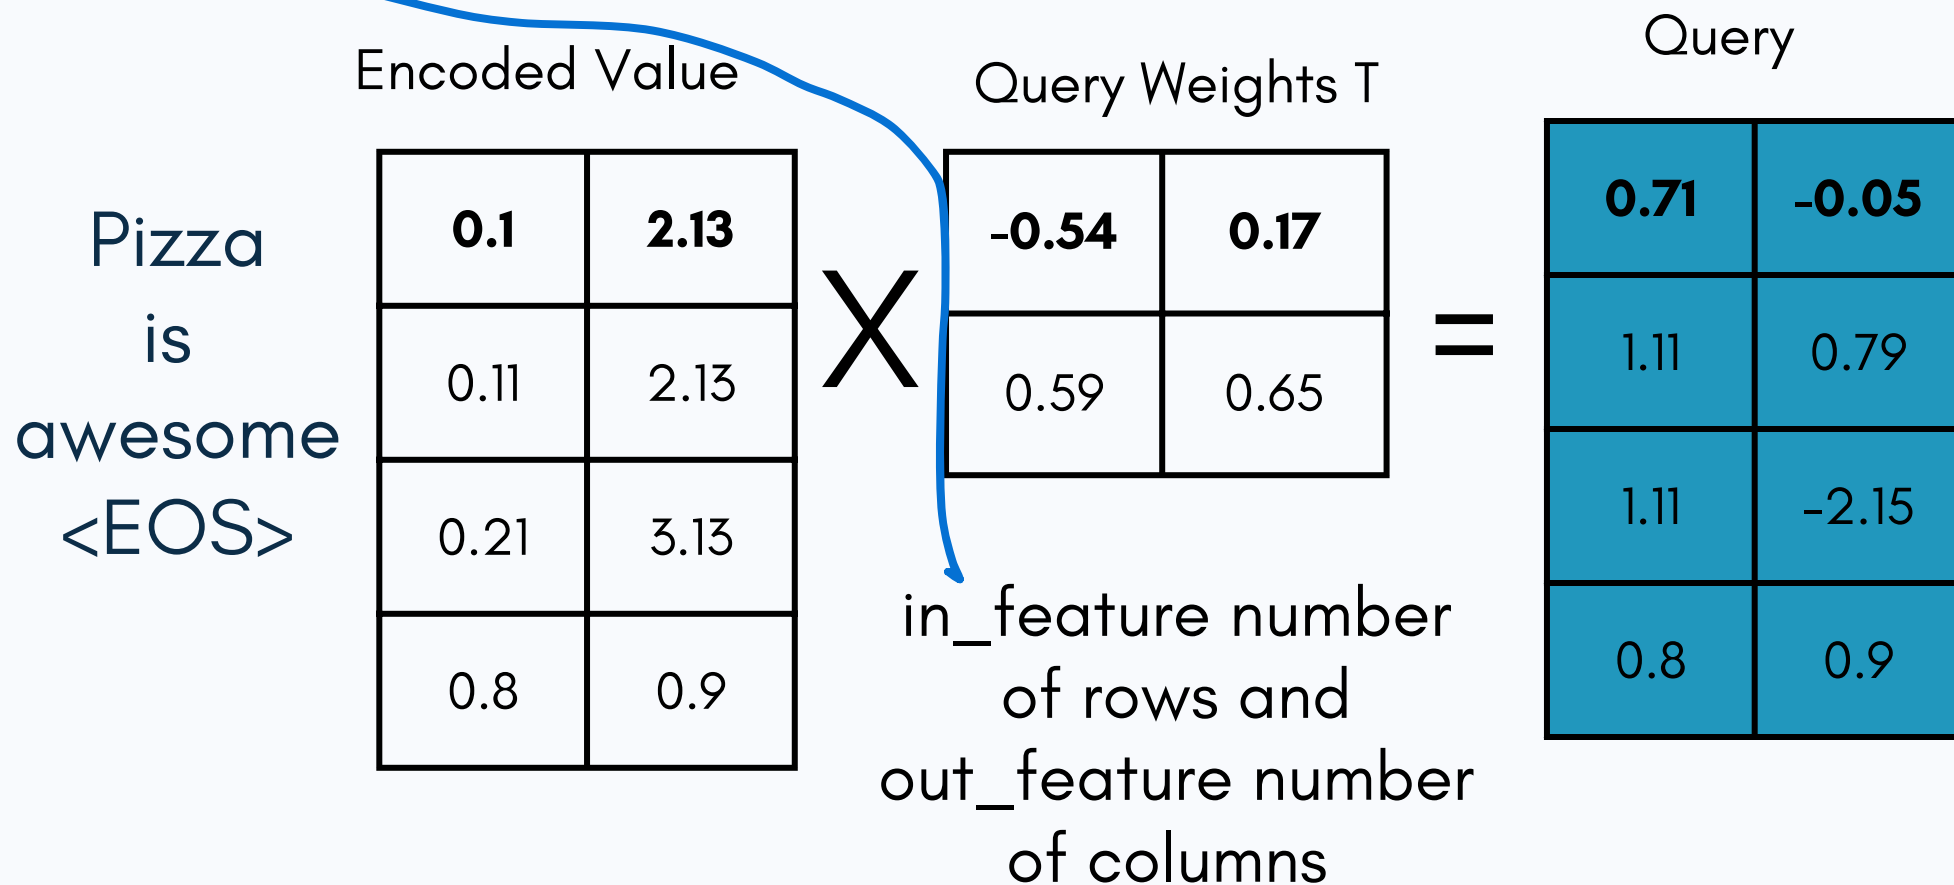 Encoded Value
Query Weights T
Query
Pizza
is
awesome
<EOS>
0.1 2.13
0.11 2.13
0.21 3.13
0.8 0.9
X
-0.54 0.17
0.59 0.65
=
0.71 -0.05
1.11 0.79
1.11 -2.15
0.8 0.9
in_feature number
of rows and
out_feature number
of columns